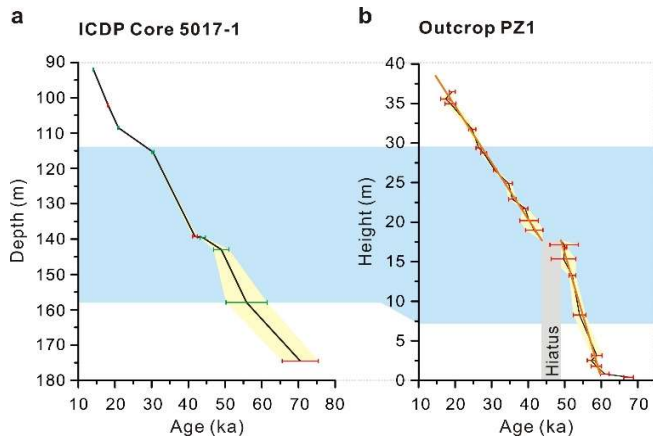 a ICDP Core 5017-1
90
100
110
120
130
140
150
160
170
180
Depth (m)
10 20 30 40 50 60 70 80
Age (ka)
b Outcrop PZ1
40
35
30
25
20
15
10
5
0
Height (m)
Hiatus
10 20 30 40 50 60 70
Age (ka)